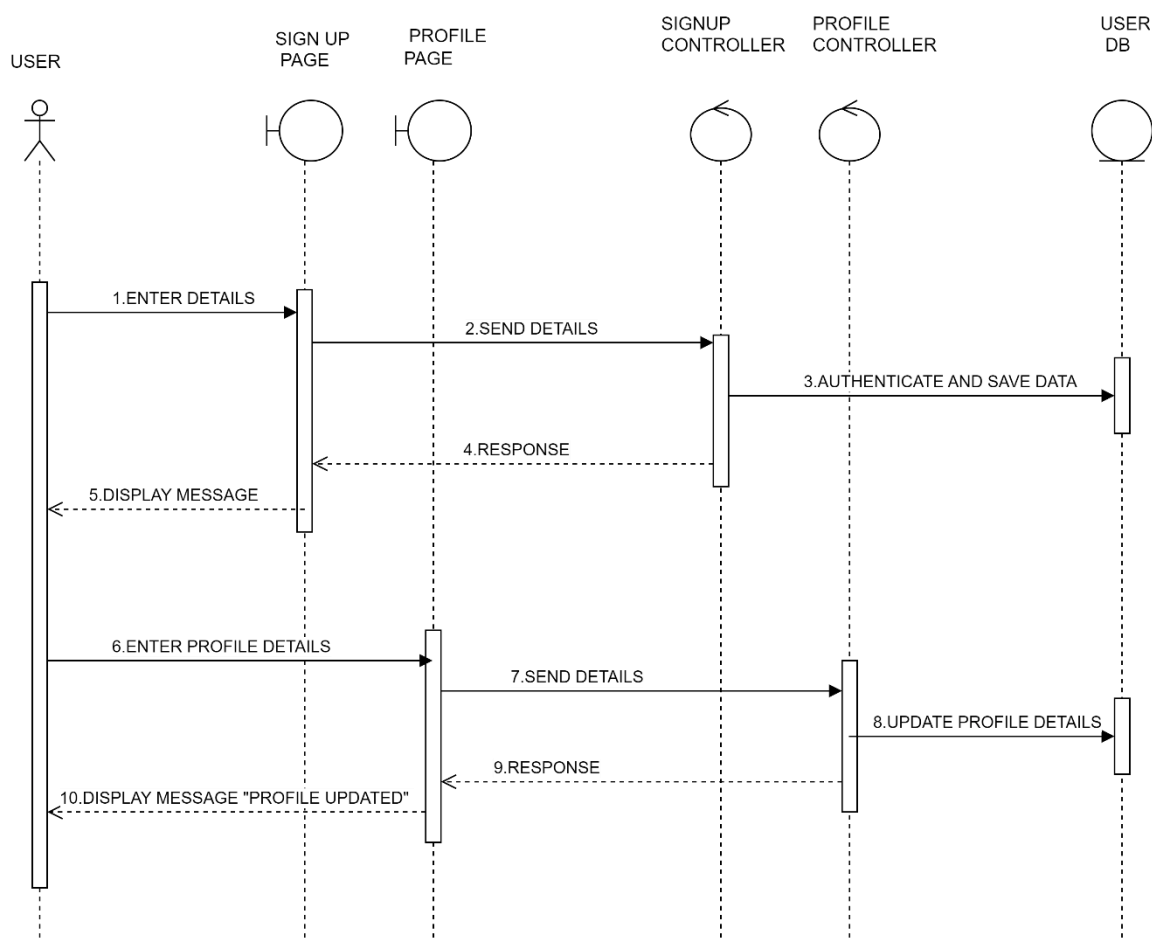 USER
SIGN UP
PAGE
PROFILE
PAGE
SIGNUP
CONTROLLER
PROFILE
CONTROLLER
USER
DB
1.ENTER DETAILS
2.SEND DETAILS
3.AUTHENTICATE AND SAVE DATA
4.RESPONSE
5.DISPLAY MESSAGE
6.ENTER PROFILE DETAILS
7.SEND DETAILS
8.UPDATE PROFILE DETAILS
9.RESPONSE
10.DISPLAY MESSAGE "PROFILE UPDATED"